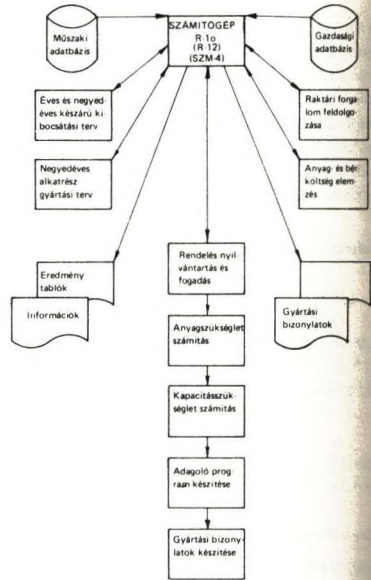 Műszaki
adatbázis
SZÁMITÓGÉP
R-1o
(R-12)
(SZM-4)
Gazdasági
adatbázis
Éves és negyed-
éves készárú ki-
bocsátási terv
Raktári forga-
lom feldolgo-
zása
Negyedéves
alkatrész
gyártási terv
Anyag- és bér-
költség elem-
zés
Eredmény
tablók
Információk
Rendelés nyil-
vántartás és
fogadás
Gyártási
bizonylatok
Anyagszükséglet
számítás
Kapacitásszük-
séglet számítás
Adagoló prog-
ram készítése
Gyártási bizony-
latok készítése